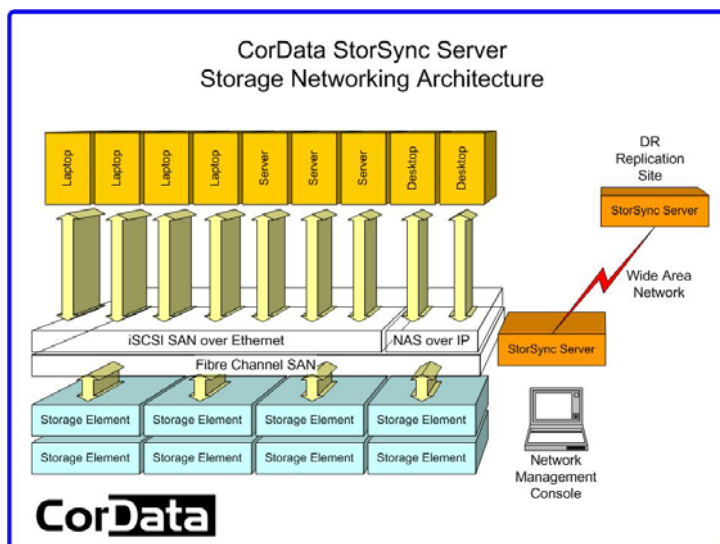 CorData StorSync Server
Storage Networking Architecture
Laptop
Laptop
Laptop
Laptop
Server
Server
Server
Desktop
Desktop
DR
Replication
Site
StorSync Server
Wide Area
Network
iSCSI SAN over Ethernet
NAS over IP
StorSync Server
Fibre Channel SAN
Storage Element
Storage Element
Storage Element
Storage Element
Storage Element
Storage Element
Storage Element
Storage Element
Network
Management
Console
CorData